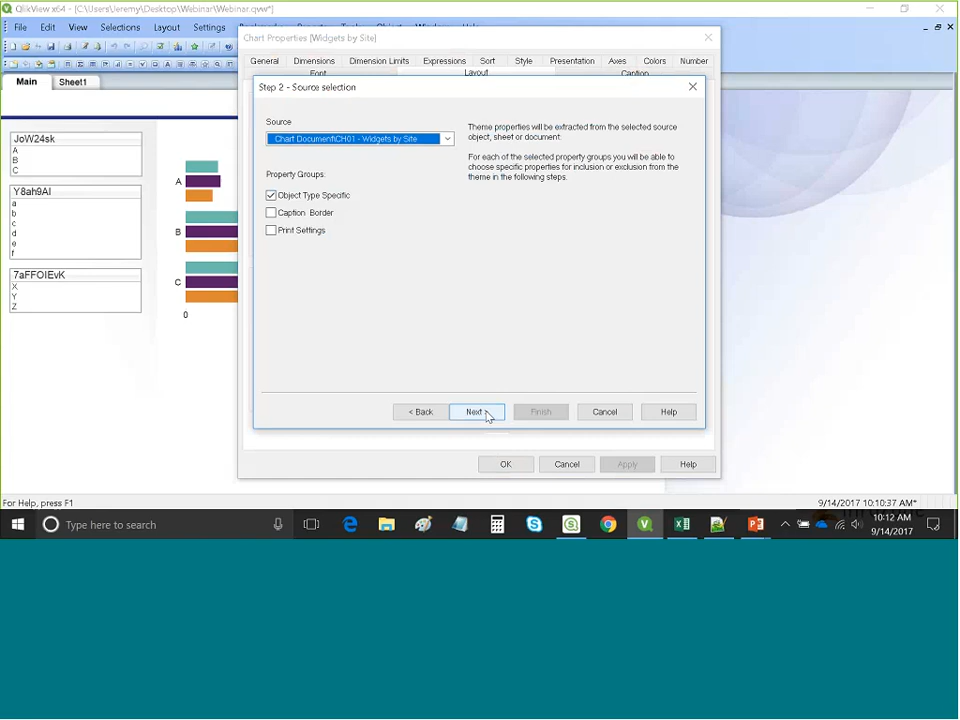 QlikView x64 - [C:\Users\Jeremy\Desktop\Webinar\Webinar.qvw*]
File Edit View Selections Layout Settings
Main Sheet1
JoW24sk
A
B
C
Y8ah9AI
a
b
c
d
e
f
7aFFOIEvK
X
Y
Z
A
B
C
0
Chart Properties [Widgets by Site]
General Dimensions Dimension Limits Expressions Sort Style Presentation Axes Colors Number
Font Layout Caption
Step 2 - Source selection
Source
Chart Document\CH01 - Widgets by Site
Property Groups:
Object Type Specific
Caption Border
Print Settings
Theme properties will be extracted from the selected source
object, sheet or document.
For each of the selected property groups you will be able to
choose specific properties for inclusion or exclusion from the
theme in the following steps.
< Back Next > Finish Cancel Help
OK Cancel Apply Help
For Help, press F1
9/14/2017 10:10:37 AM*
Type here to search
10:12 AM
9/14/2017